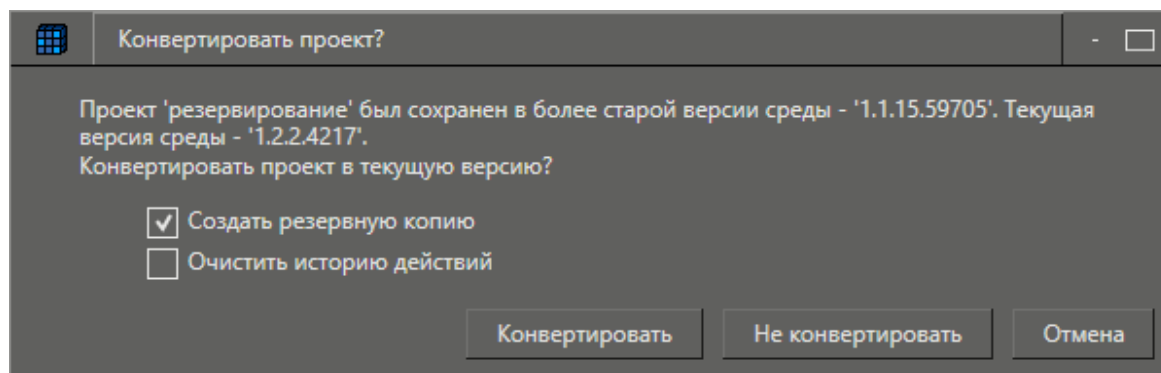 Конвертировать проект?
Проект 'резервирование' был сохранен в более старой версии среды - '1.1.15.59705'. Текущая
версия среды - '1.2.2.4217'.
Конвертировать проект в текущую версию?
Создать резервную копию
Очистить историю действий
Конвертировать Не конвертировать Отмена